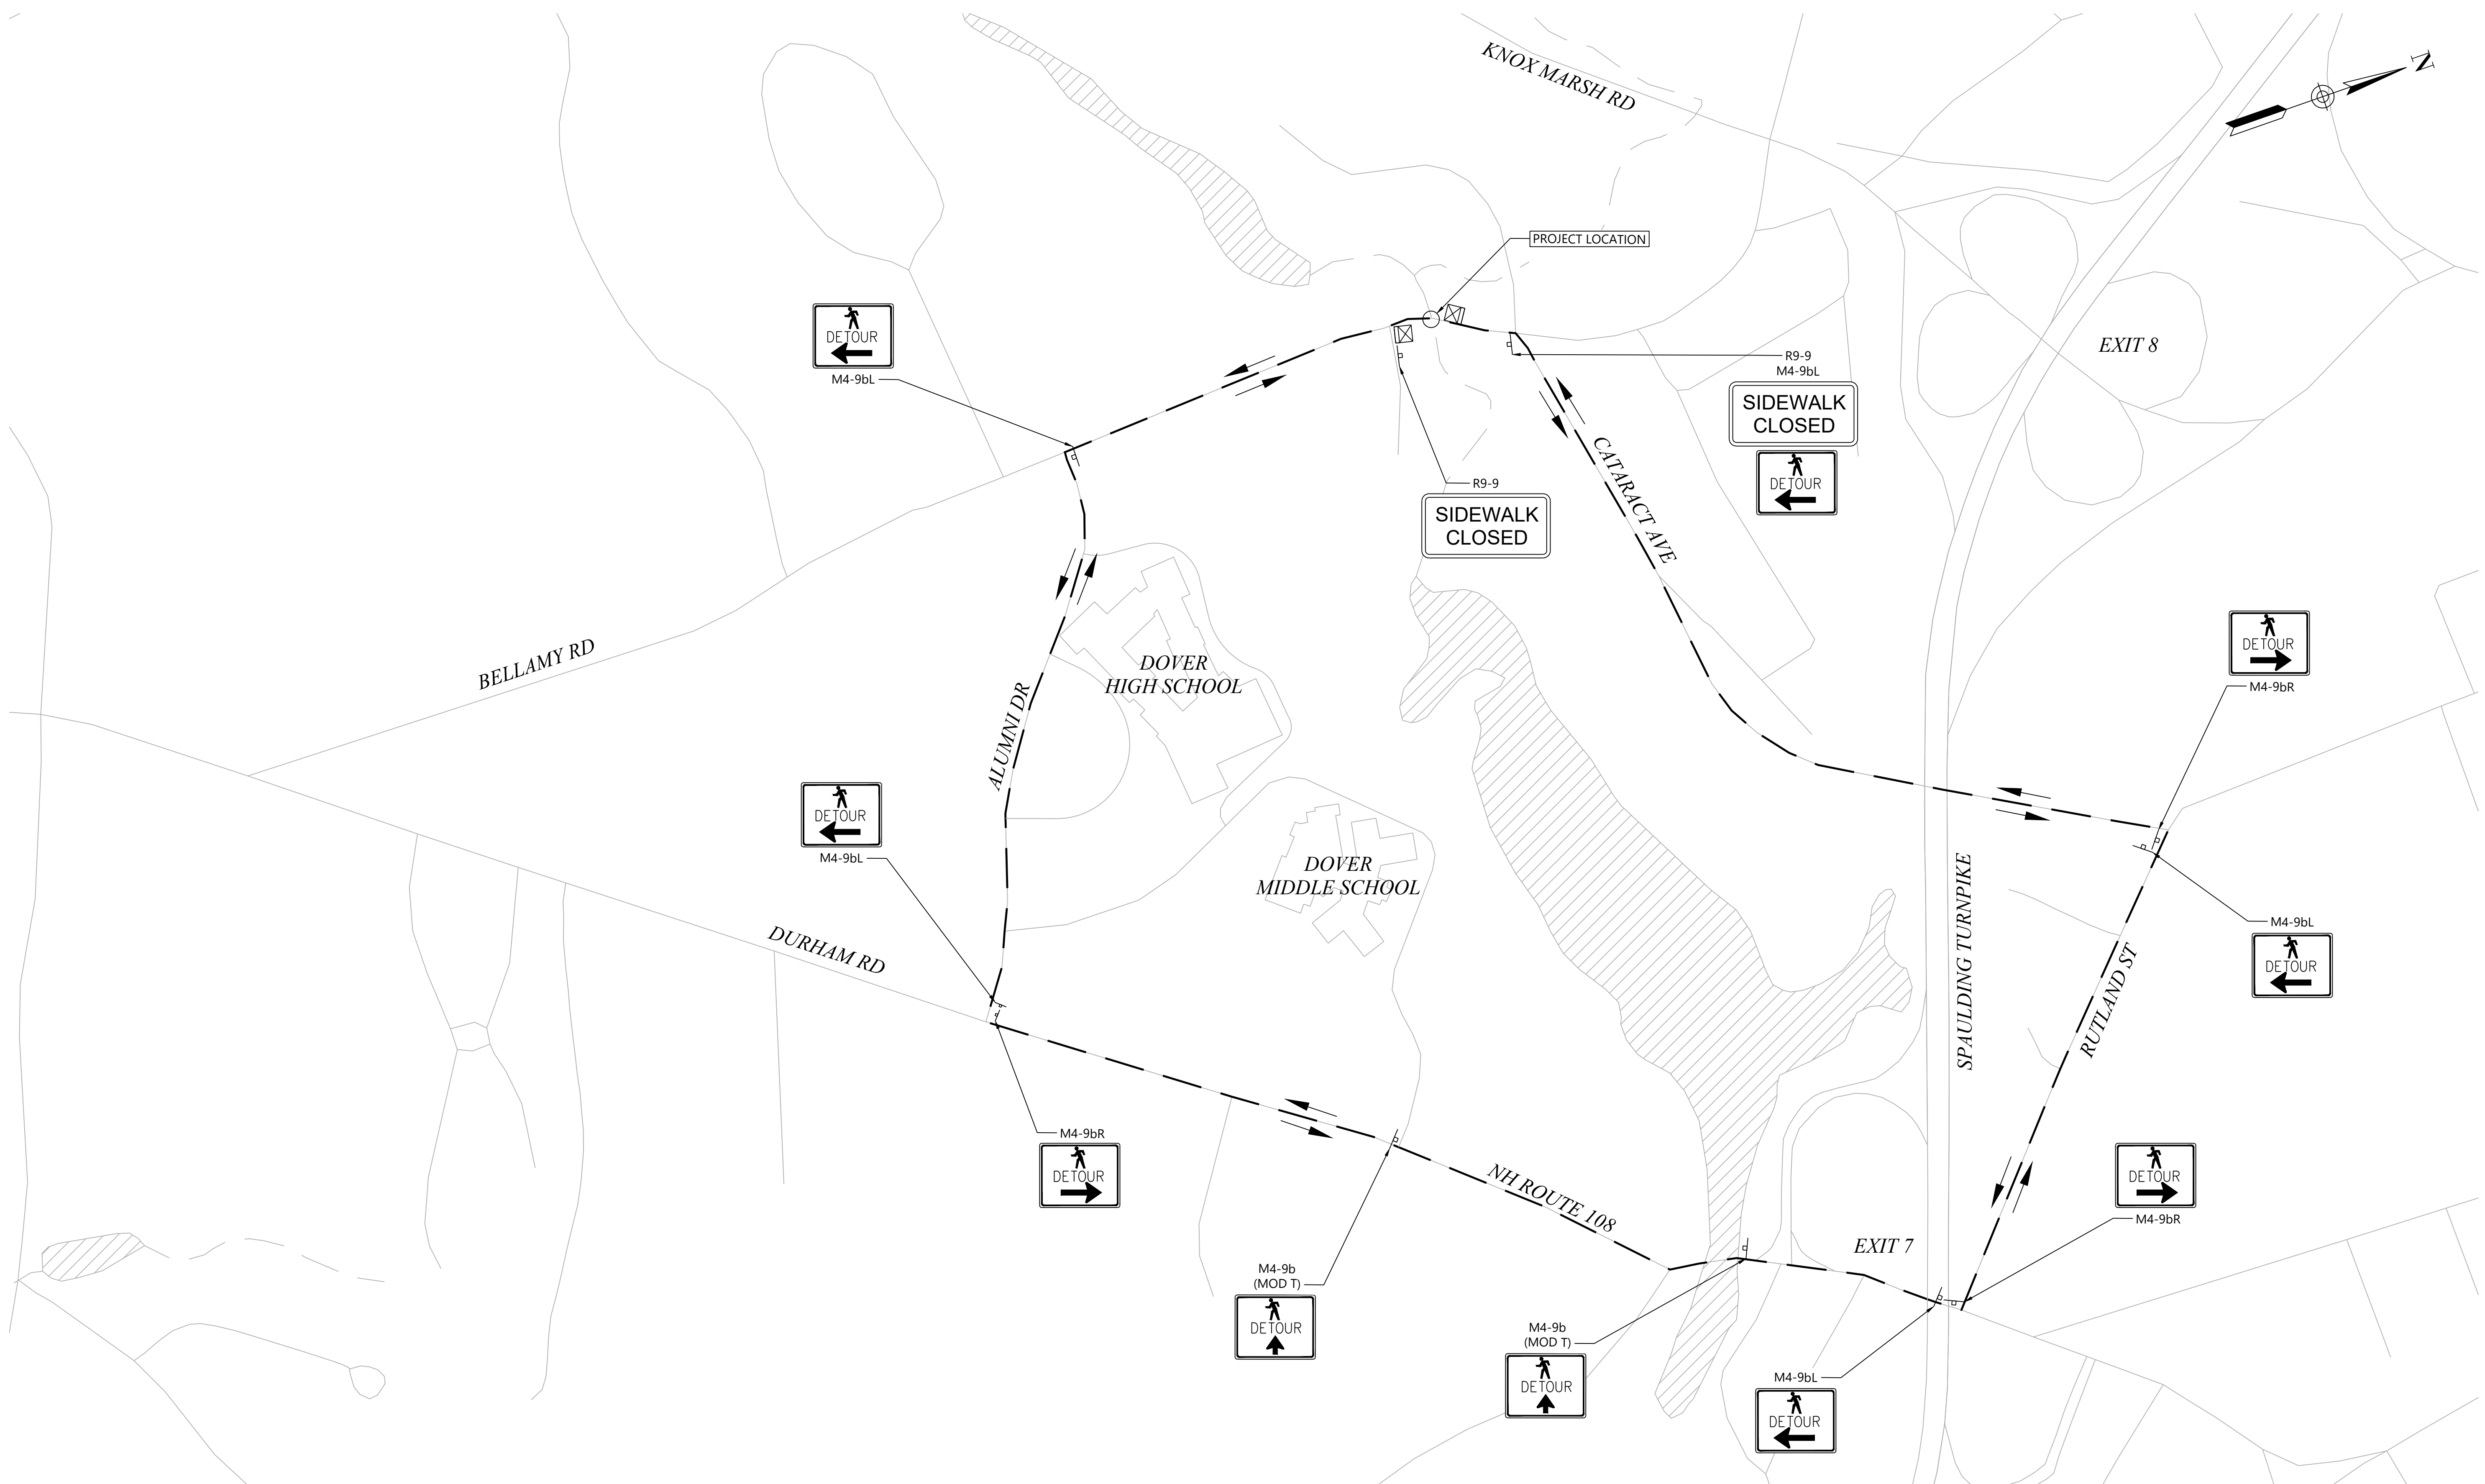 KNOX MARSH RD
N
PROJECT LOCATION
DETOUR
M4-9bL
EXIT 8
R9-9
M4-9bL
SIDEWALK
CLOSED
DETOUR
R9-9
SIDEWALK
CLOSED
CATARACT AVE
BELLAMY RD
DOVER
HIGH SCHOOL
ALUMNI DR
DETOUR
M4-9bR
DETOUR
M4-9bL
DOVER
MIDDLE SCHOOL
DURHAM RD
SPAULDING TURNPIKE
M4-9bL
DETOUR
RUTLAND ST
M4-9bR
DETOUR
NH ROUTE 108
DETOUR
M4-9bR
EXIT 7
M4-9b
(MOD T)
DETOUR
M4-9b
(MOD T)
DETOUR
M4-9bL
DETOUR